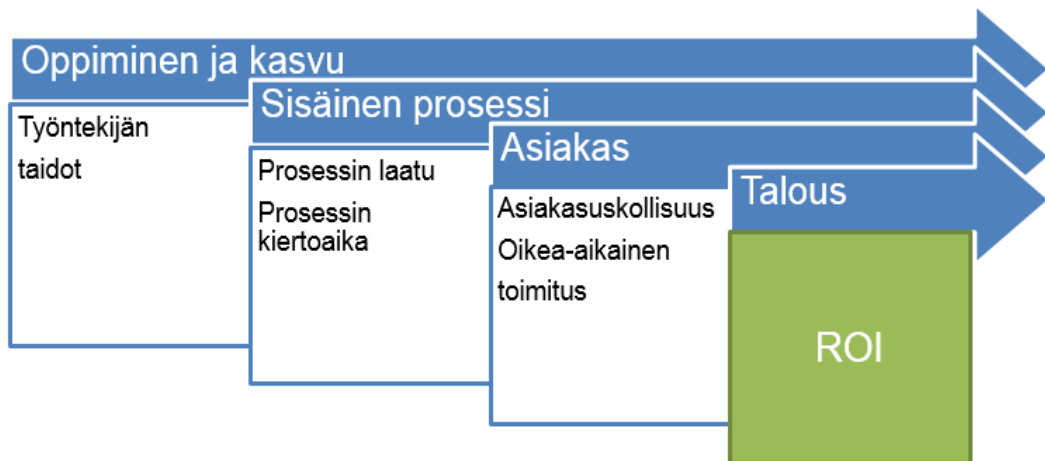 Oppiminen ja kasvu
Työntekijän
taidot
Sisäinen prosessi
Prosessin laatu
Prosessin
kiertoaika
Asiakas
Asiakasuskollisuus
Oikea-aikainen
toimitus
Talous
ROI